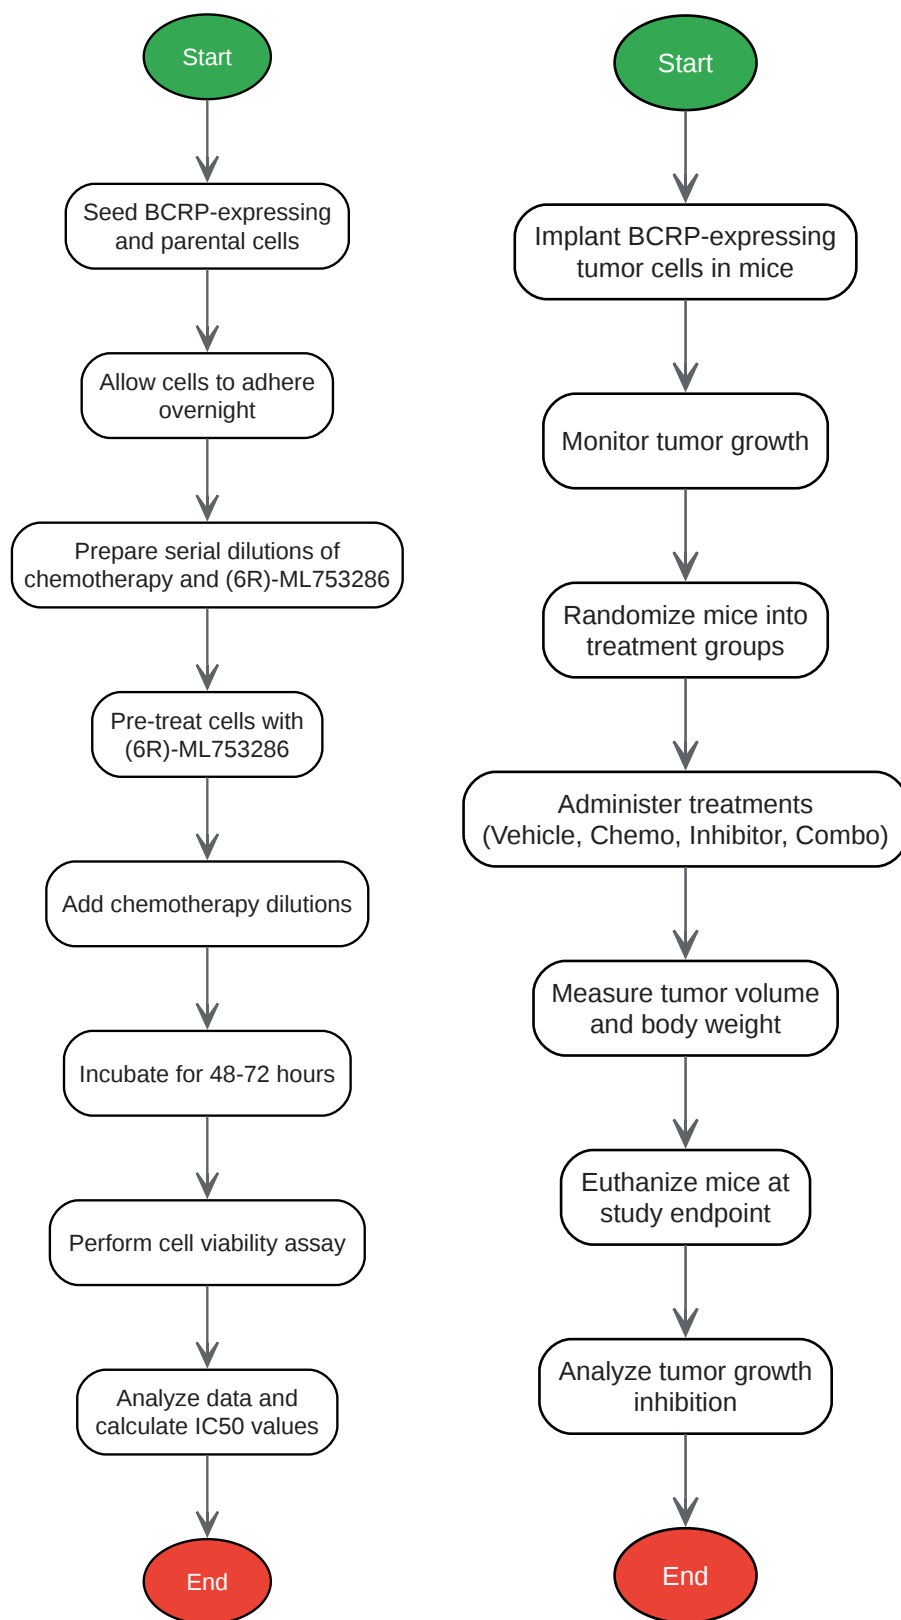 Start
Seed BCRP-expressing
and parental cells
Allow cells to adhere
overnight
Prepare serial dilutions of
chemotherapy and (6R)-ML753286
Pre-treat cells with
(6R)-ML753286
Add chemotherapy dilutions
Incubate for 48-72 hours
Perform cell viability assay
Analyze data and
calculate IC50 values
End
Start
Implant BCRP-expressing
tumor cells in mice
Monitor tumor growth
Randomize mice into
treatment groups
Administer treatments
(Vehicle, Chemo, Inhibitor, Combo)
Measure tumor volume
and body weight
Euthanize mice at
study endpoint
Analyze tumor growth
inhibition
End